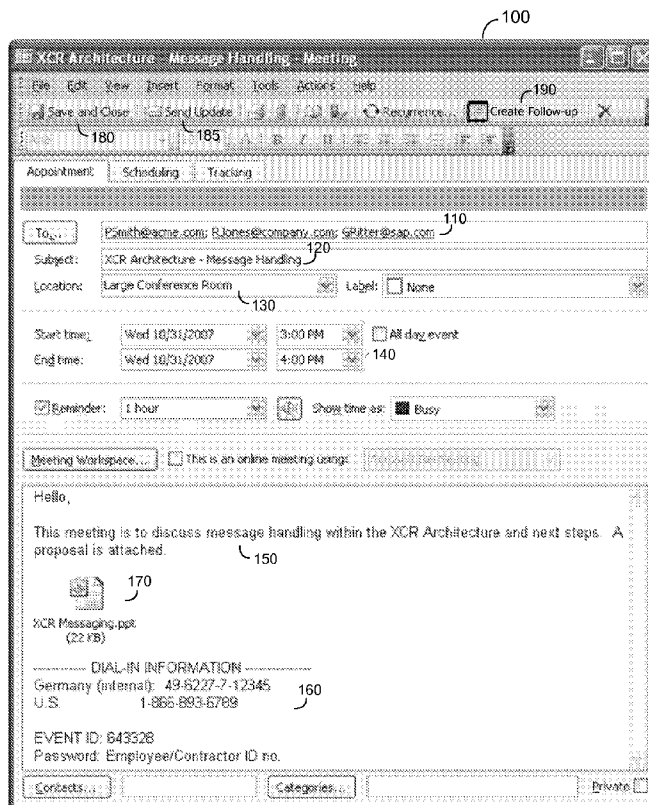 100
XCR Architecture - Message Handling - Meeting
File Edit View Insert Format Tools Actions Help
190
Save and Close Send Update Recurrence... Create Follow-up
180 185
Appointment Scheduling Tracking
To... PSmith@acme.com; RJones@company.com; GRitter@sap.com 110
Subject: XCR Architecture - Message Handling 120
Location: Large Conference Room Label: None
130
Start time: Wed 10/31/2007 3:00 PM All day event
End time: Wed 10/31/2007 4:00 PM 140
Reminder: 1 hour Show time as: Busy
Meeting Workspace... This is an online meeting using:
Hello,
This meeting is to discuss message handling within the XCR Architecture and next steps. A
proposal is attached.
150
170
XCR Messaging.ppt
(22 KB)
---------- DIAL-IN INFORMATION ----------
Germany (internal): 49-6227-7-12345
U.S. 1-866-893-6789
160
EVENT ID: 643328
Password: Employee/Contractor ID no.
Contacts... Categories... Private